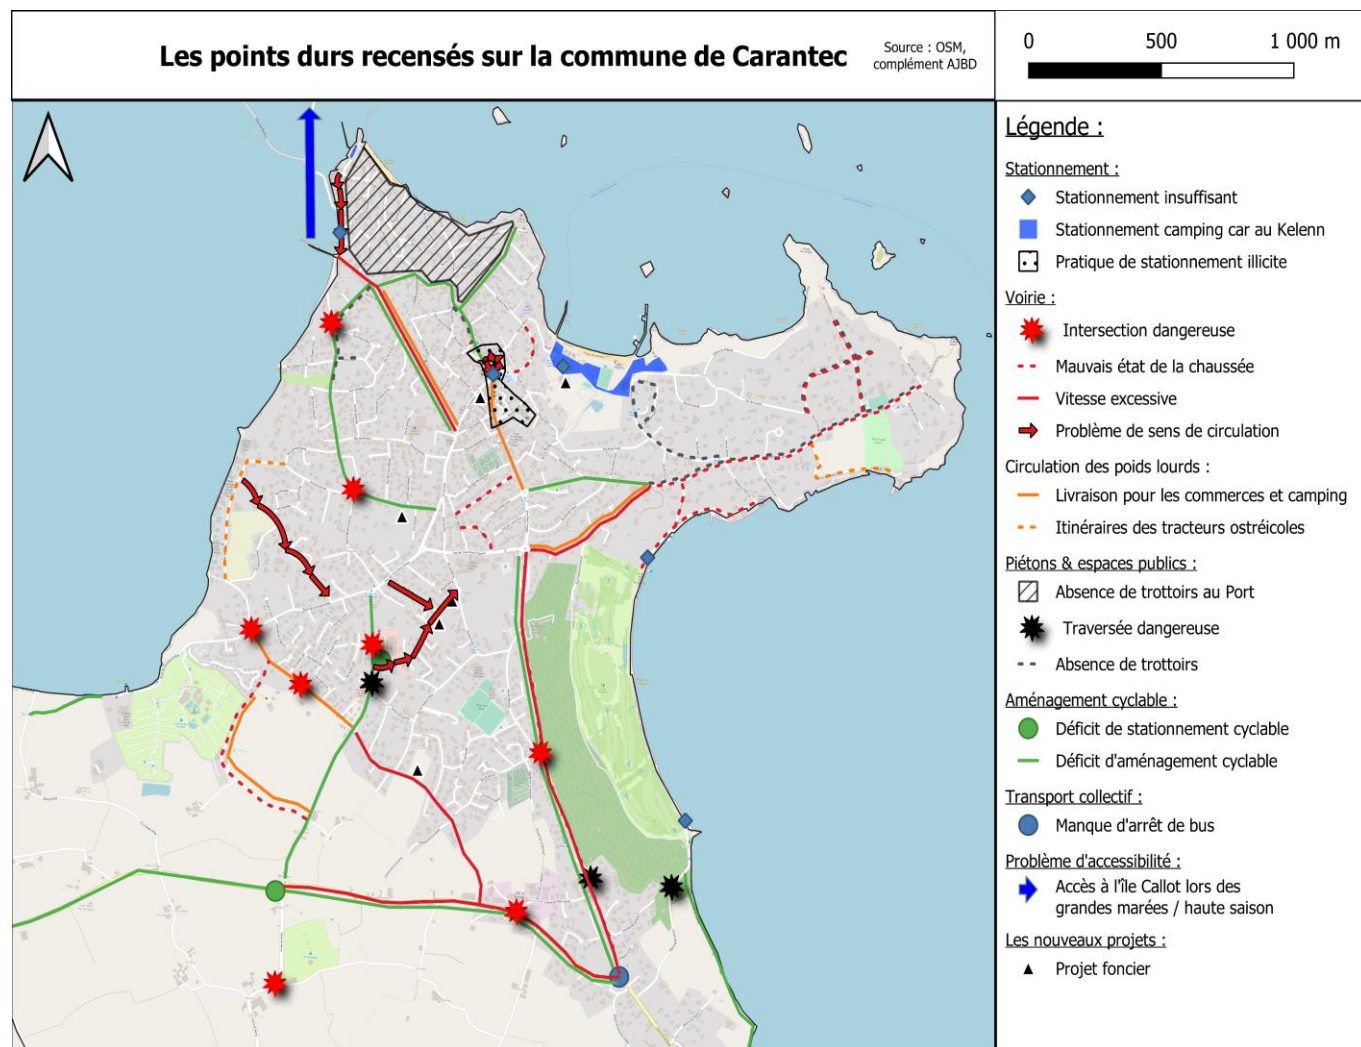 Les points durs recensés sur la commune de Carantec
Source : OSM,
complément AJBD
0 500 1 000 m
Légende :
Stationnement :
Stationnement insuffisant
Stationnement camping car au Kelenn
Pratique de stationnement illicite
Voirie :
Intersection dangereuse
Mauvais état de la chaussée
Vitesse excessive
Problème de sens de circulation
Circulation des poids lourds :
Livraison pour les commerces et camping
Itinéraires des tracteurs ostréicoles
Piétons & espaces publics :
Absence de trottoirs au Port
Traversée dangereuse
Absence de trottoirs
Aménagement cyclable :
Déficit de stationnement cyclable
Déficit d'aménagement cyclable
Transport collectif :
Manque d'arrêt de bus
Problème d'accessibilité :
Accès à l'île Callot lors des
grandes marées / haute saison
Les nouveaux projets :
Projet foncier